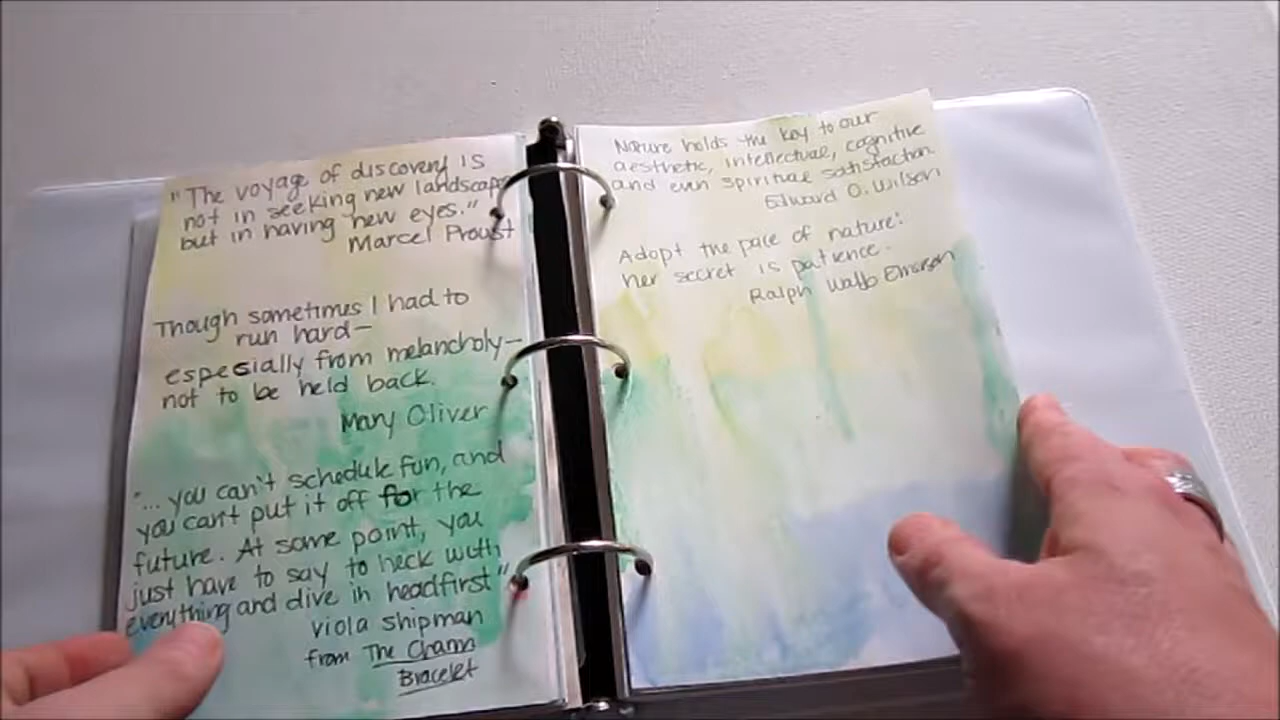 "The voyage of discovery is
not in seeking new landscapes
but in having new eyes."
Marcel Proust
Though sometimes I had to
run hard—
especially from melancholy—
not to be held back.
Mary Oliver
"... you can't schedule fun, and
you can't put it off for the
future. At some point, you
just have to say to heck with
everything and dive in headfirst"
Viola Shipman
from The Charm
Bracelet
Nature holds the key to our
aesthetic, intellectual, cognitive
and even spiritual satisfaction.
Edward O. Wilson
Adopt the pace of nature:
her secret is patience.
Ralph Waldo Emerson